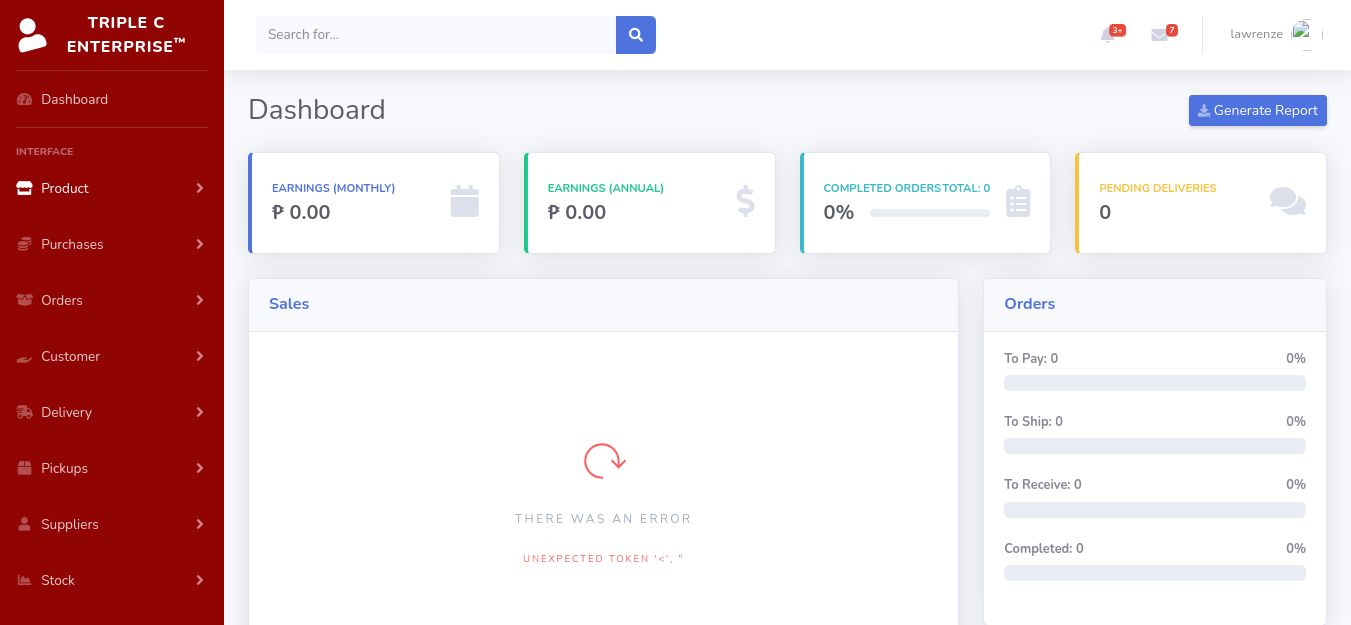 TRIPLE C
ENTERPRISE™
Search for...
3+
7
lawrenze
Dashboard
INTERFACE
Product
Purchases
Orders
Customer
Delivery
Pickups
Suppliers
Stock
Dashboard
Generate Report
EARNINGS (MONTHLY)
₱ 0.00
EARNINGS (ANNUAL)
₱ 0.00
COMPLETED ORDERS TOTAL: 0
0%
PENDING DELIVERIES
0
Sales
THERE WAS AN ERROR
UNEXPECTED TOKEN '<', "
Orders
To Pay: 0 0%
To Ship: 0 0%
To Receive: 0 0%
Completed: 0 0%